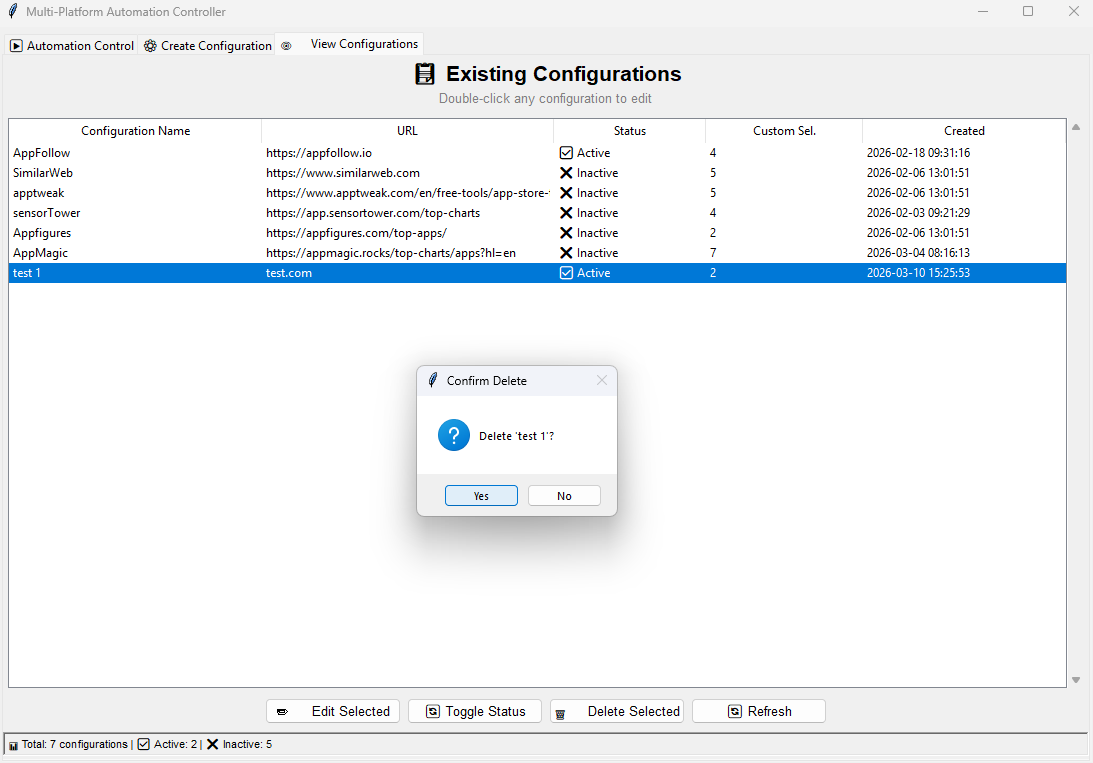 Multi-Platform Automation Controller
Automation Control Create Configuration View Configurations
Existing Configurations
Double-click any configuration to edit
Configuration Name URL Status Custom Sel. Created
AppFollow https://appfollow.io Active 4 2026-02-18 09:31:16
SimilarWeb https://www.similarweb.com Inactive 5 2026-02-06 13:01:51
apptweak https://www.apptweak.com/en/free-tools/app-store- Inactive 5 2026-02-06 13:01:51
sensorTower https://app.sensortower.com/top-charts Inactive 4 2026-02-03 09:21:29
Appfigures https://appfigures.com/top-apps/ Inactive 2 2026-02-06 13:01:51
AppMagic https://appmagic.rocks/top-charts/apps?hl=en Inactive 7 2026-03-04 08:16:13
test 1 test.com Active 2 2026-03-10 15:25:53
Confirm Delete
Delete 'test 1'?
Yes No
Edit Selected Toggle Status Delete Selected Refresh
Total: 7 configurations | Active: 2 | Inactive: 5